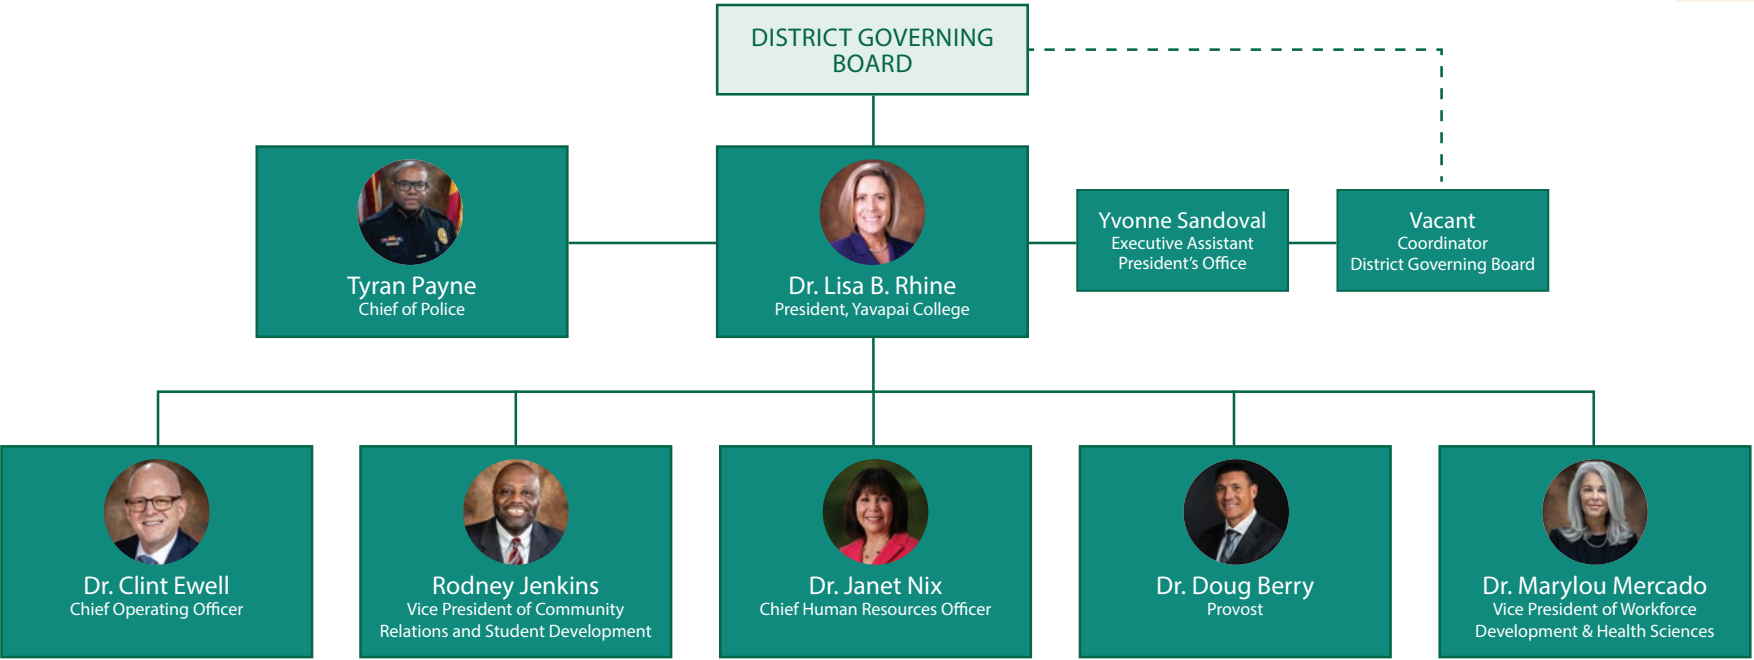 DISTRICT GOVERNING
BOARD
Tyran Payne
Chief of Police
Dr. Lisa B. Rhine
President, Yavapai College
Yvonne Sandoval
Executive Assistant
President’s Office
Vacant
Coordinator
District Governing Board
Dr. Clint Ewell
Chief Operating Officer
Rodney Jenkins
Vice President of Community
Relations and Student Development
Dr. Janet Nix
Chief Human Resources Officer
Dr. Doug Berry
Provost
Dr. Marylou Mercado
Vice President of Workforce
Development & Health Sciences